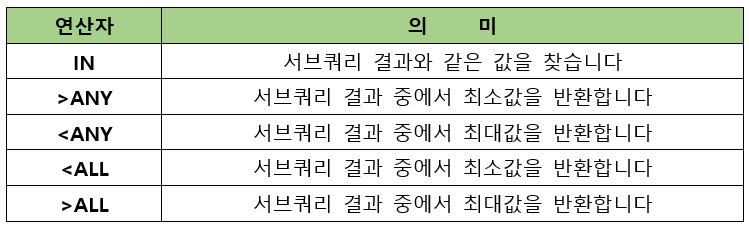 연산자 의 미
IN 서브쿼리 결과와 같은 값을 찾습니다
>ANY 서브쿼리 결과 중에서 최소값을 반환합니다
<ANY 서브쿼리 결과 중에서 최대값을 반환합니다
<ALL 서브쿼리 결과 중에서 최소값을 반환합니다
>ALL 서브쿼리 결과 중에서 최대값을 반환합니다